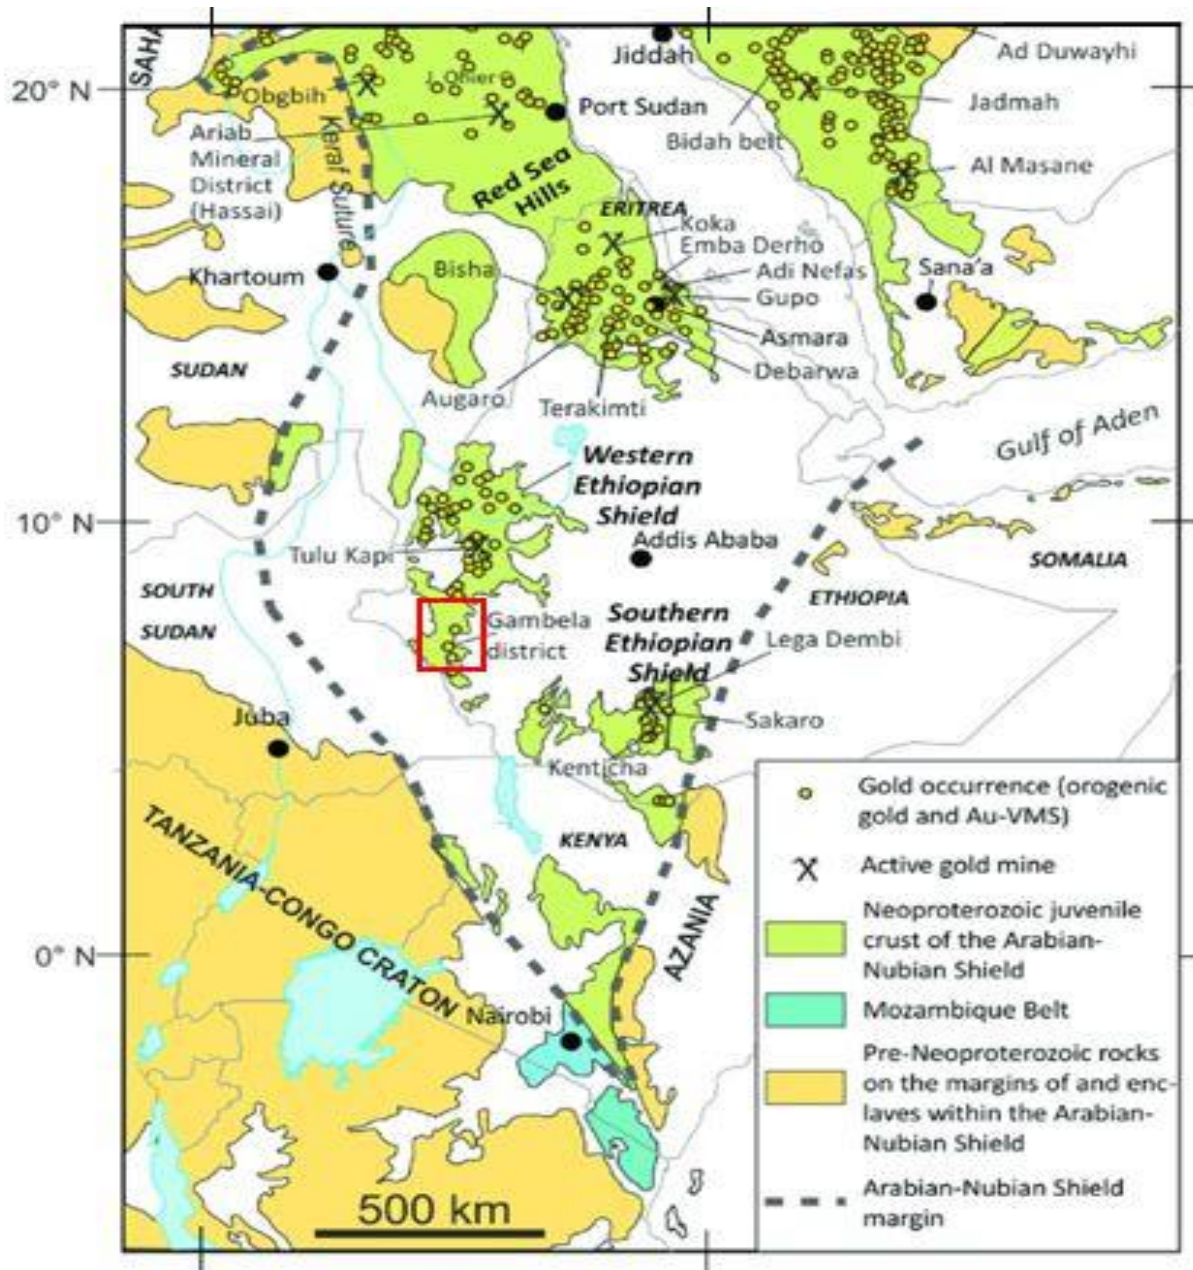 SAHA
Jiddah
Ad Duwayhi
20° N
Obgbih
J. Ohier
Port Sudan
Jadmah
Bidah belt
Ariab
Mineral
District
(Hassai)
Keraf Suture
Red Sea
Hills
Al Masane
ERITREA
Koka
Emba Derho
Khartoum
Bisha
Adi Nefas
Gupo
Sana'a
Asmara
SUDAN
Debarwa
Augaro
Terakimti
Gulf of Aden
Western
Ethiopian
Shield
10° N
Tulu Kapi
Addis Ababa
SOMALIA
SOUTH
SUDAN
ETHIOPIA
Gambela
district
Southern
Ethiopian
Shield
Lega Dembi
Juba
Sakaro
Kenticha
KENYA
TANZANIA-CONGO CRATON
AZANIA
0° N
Nairobi
500 km
Gold occurrence (orogenic
gold and Au-VMS)
Active gold mine
Neoproterozoic juvenile
crust of the Arabian-
Nubian Shield
Mozambique Belt
Pre-Neoproterozoic rocks
on the margins of and enc-
laves within the Arabian-
Nubian Shield
Arabian-Nubian Shield
margin